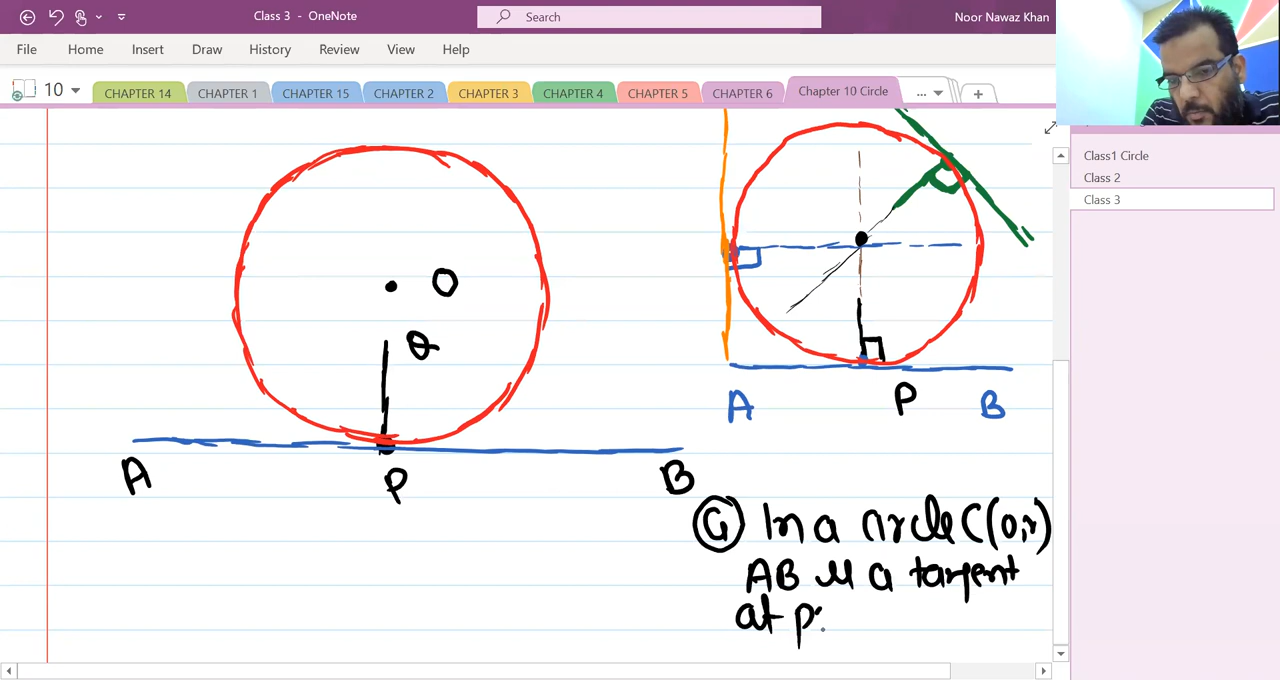 Class 3 - OneNote
Search
Noor Nawaz Khan
File Home Insert Draw History Review View Help
10 CHAPTER 14 CHAPTER 1 CHAPTER 15 CHAPTER 2 CHAPTER 3 CHAPTER 4 CHAPTER 5 CHAPTER 6 Chapter 10 Circle ... +
Class1 Circle
Class 2
Class 3
O
θ
A P B
A P B
G In a circle C(o,r)
AB is a tangent
at p